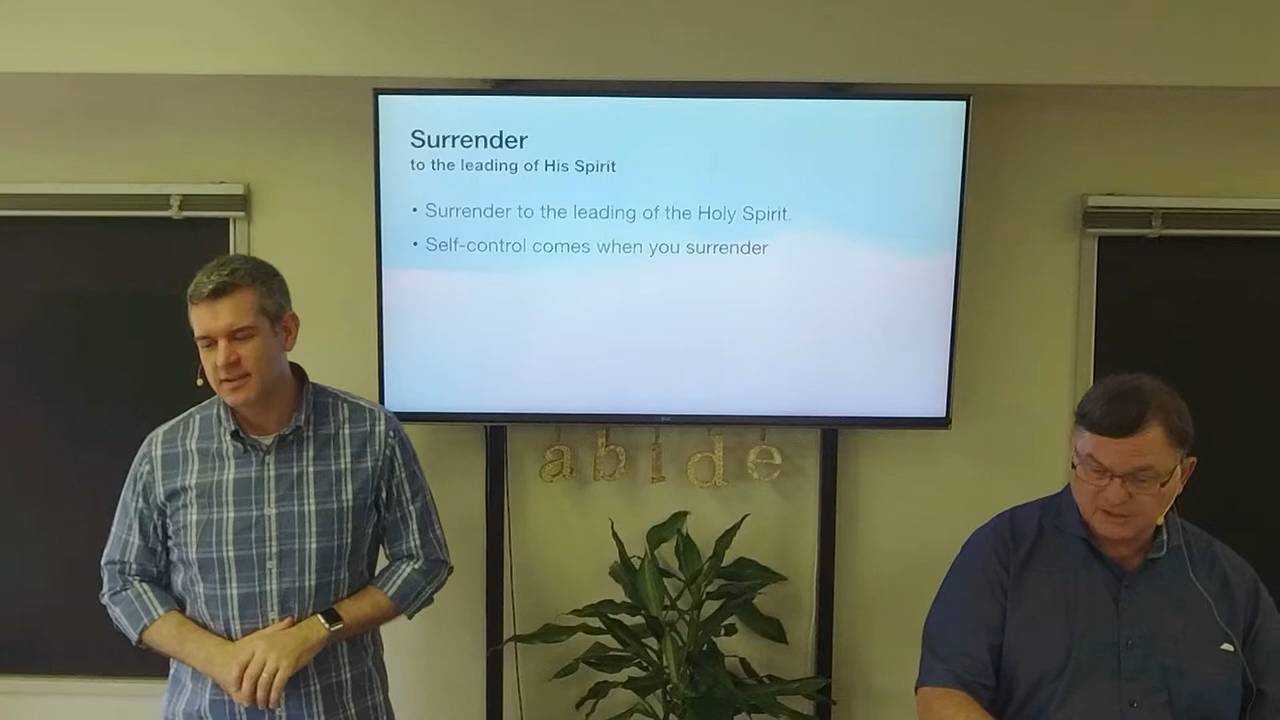 Surrender
to the leading of His Spirit
• Surrender to the leading of the Holy Spirit.
• Self-control comes when you surrender
abide